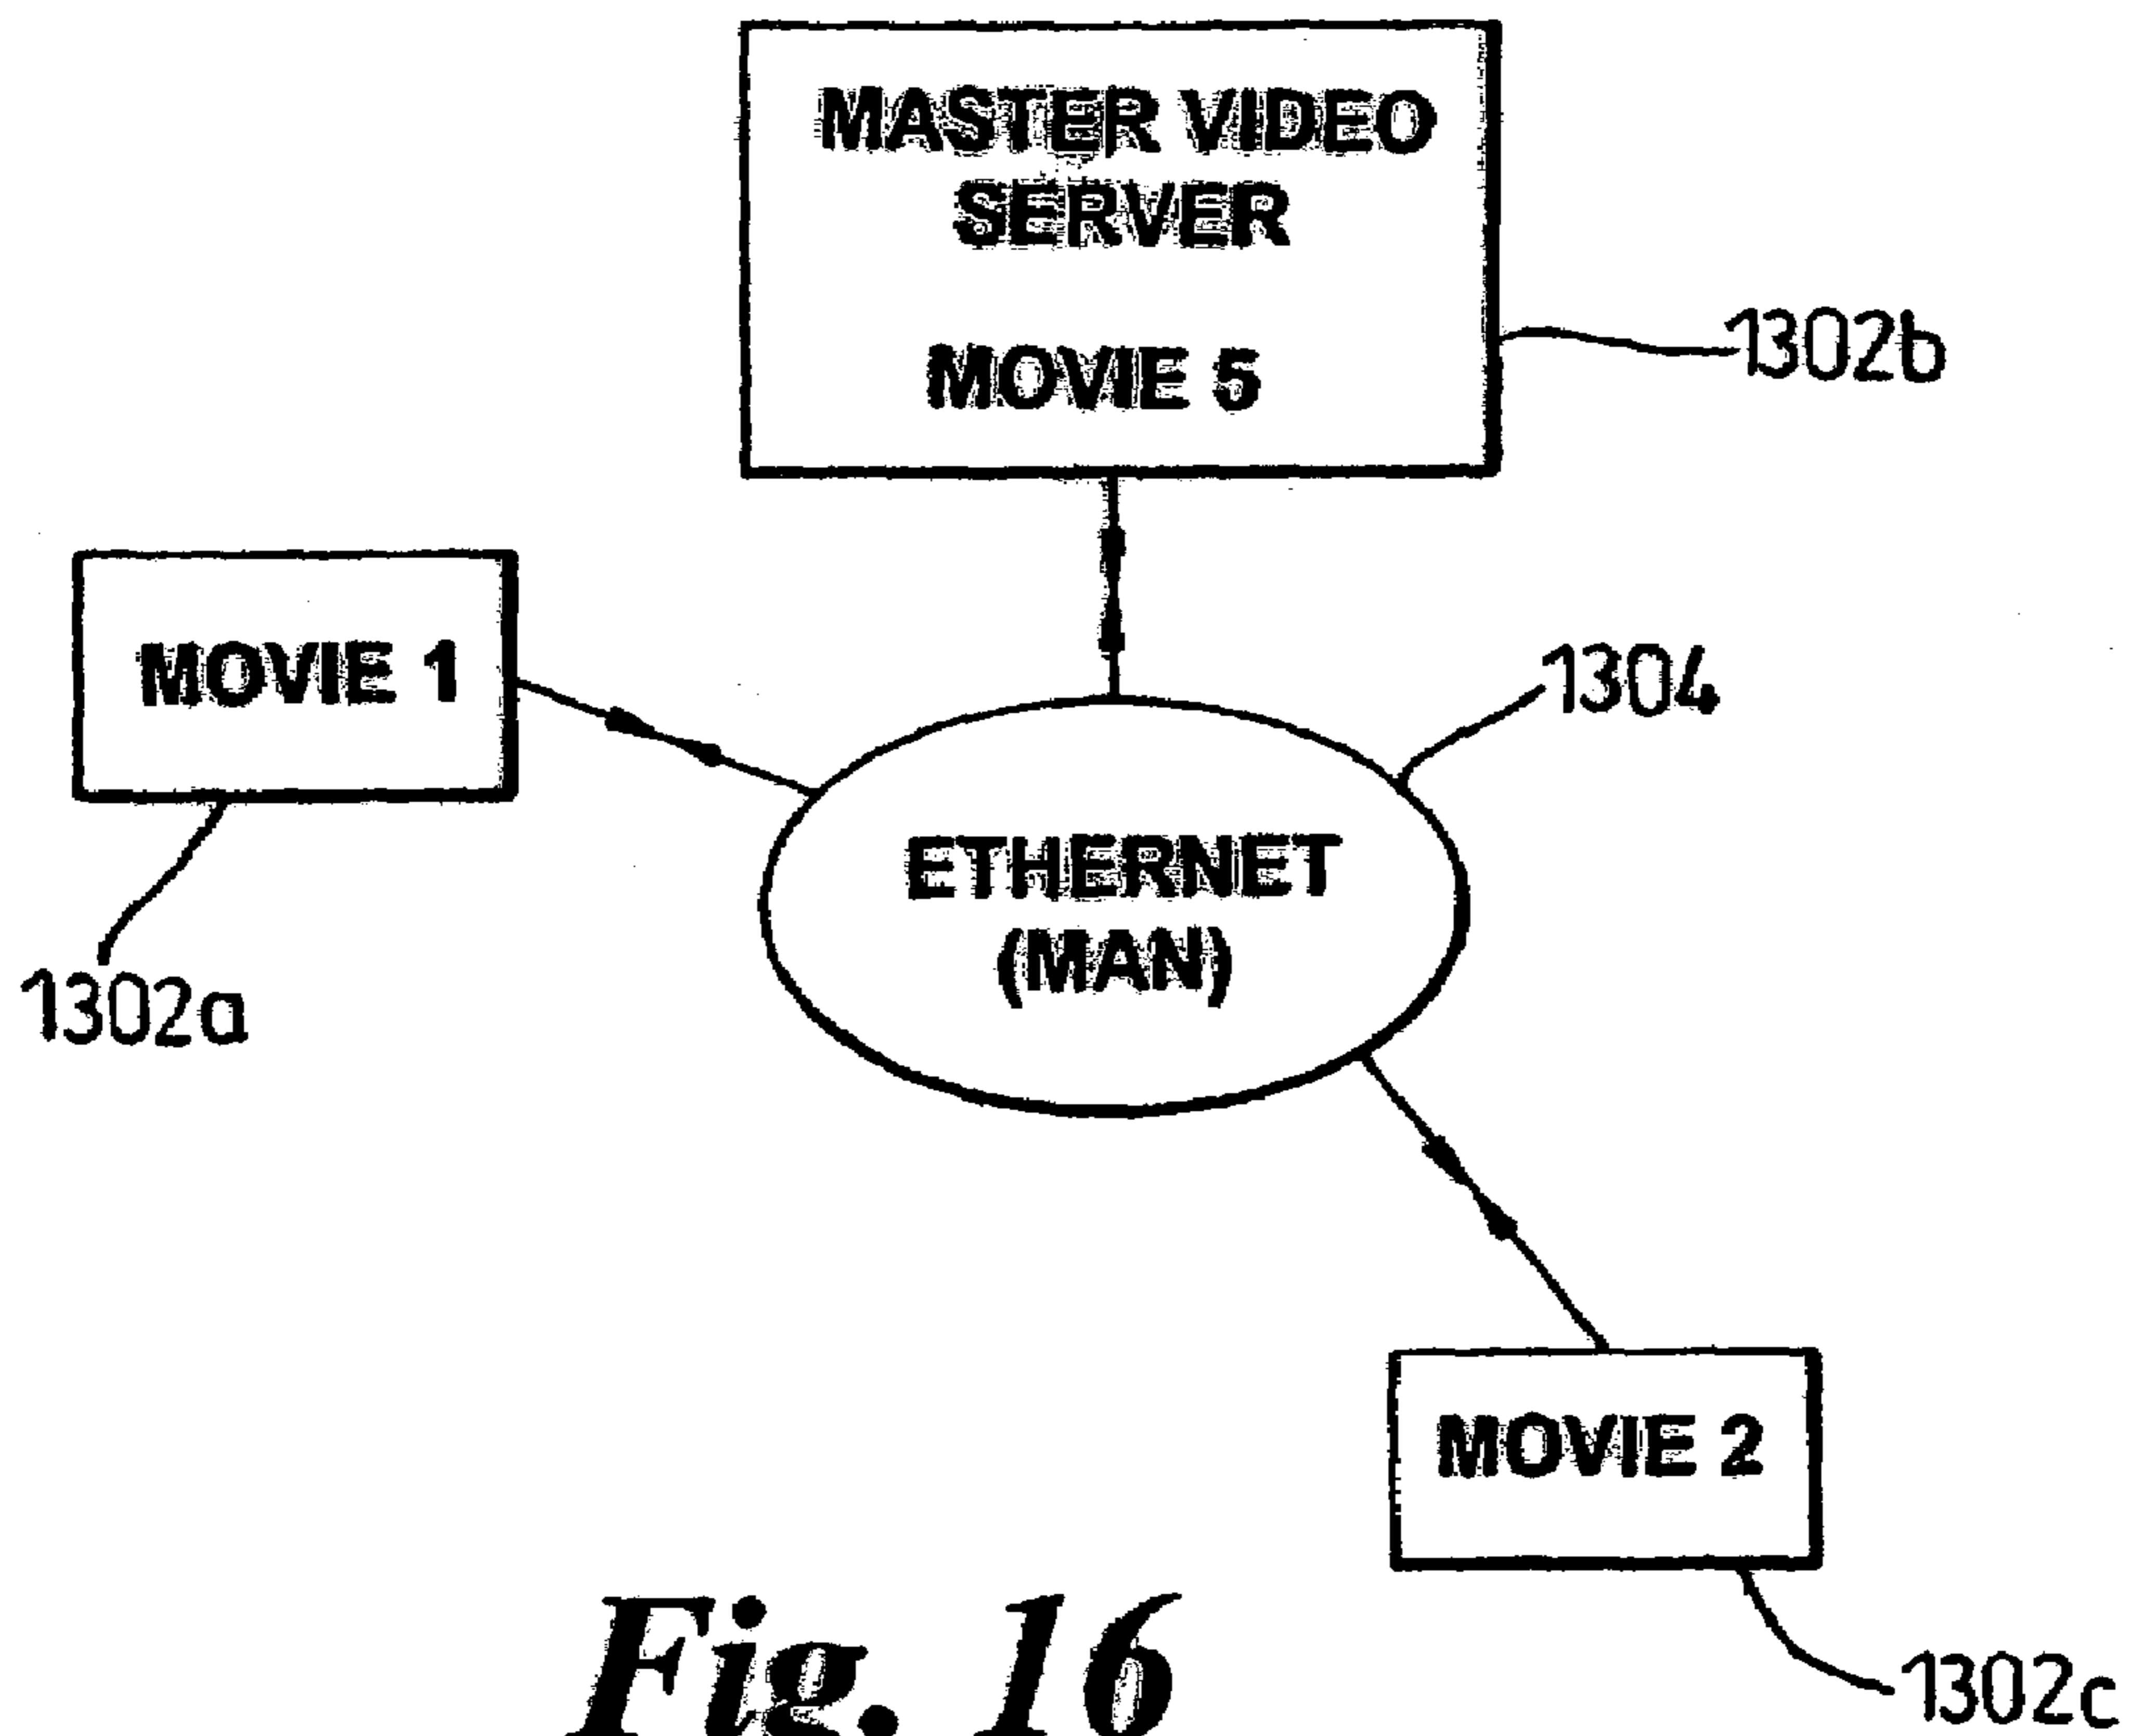 MASTER VIDEO
SERVER
MOVIE 5
1302b
MOVIE 1
1304
ETHERNET
(MAN)
1302a
MOVIE 2
1302c
Fig. 16